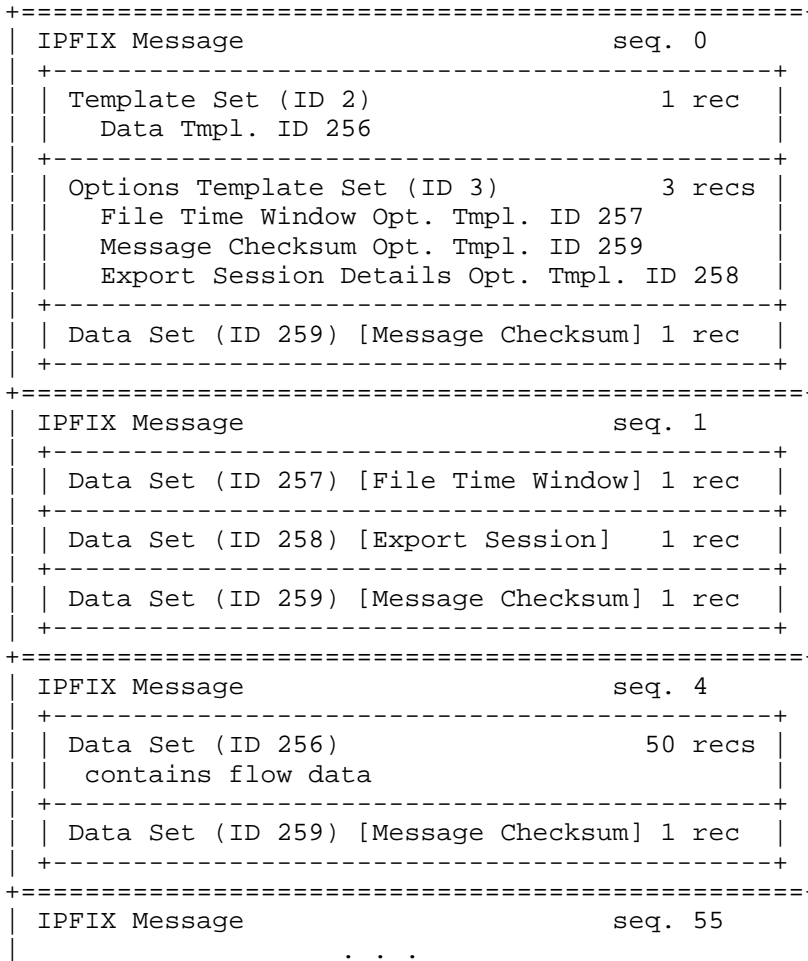 +=================================================+
| IPFIX Message                       seq. 0
| +---------------------------------------------+
| | Template Set (ID 2)                  1 rec  |
| |   Data Tmpl. ID 256                         |
| +---------------------------------------------+
| | Options Template Set (ID 3)          3 recs |
| |   File Time Window Opt. Tmpl. ID 257        |
| |   Message Checksum Opt. Tmpl. ID 259        |
| |   Export Session Details Opt. Tmpl. ID 258  |
| +---------------------------------------------+
| | Data Set (ID 259) [Message Checksum] 1 rec  |
| +---------------------------------------------+
+=================================================+
| IPFIX Message                       seq. 1
| +---------------------------------------------+
| | Data Set (ID 257) [File Time Window] 1 rec  |
| +---------------------------------------------+
| | Data Set (ID 258) [Export Session]   1 rec  |
| +---------------------------------------------+
| | Data Set (ID 259) [Message Checksum] 1 rec  |
| +---------------------------------------------+
+=================================================+
| IPFIX Message                       seq. 4
| +---------------------------------------------+
| | Data Set (ID 256)                   50 recs |
| |  contains flow data                         |
| +---------------------------------------------+
| | Data Set (ID 259) [Message Checksum] 1 rec  |
| +---------------------------------------------+
+=================================================+
| IPFIX Message                       seq. 55
|                    . . .